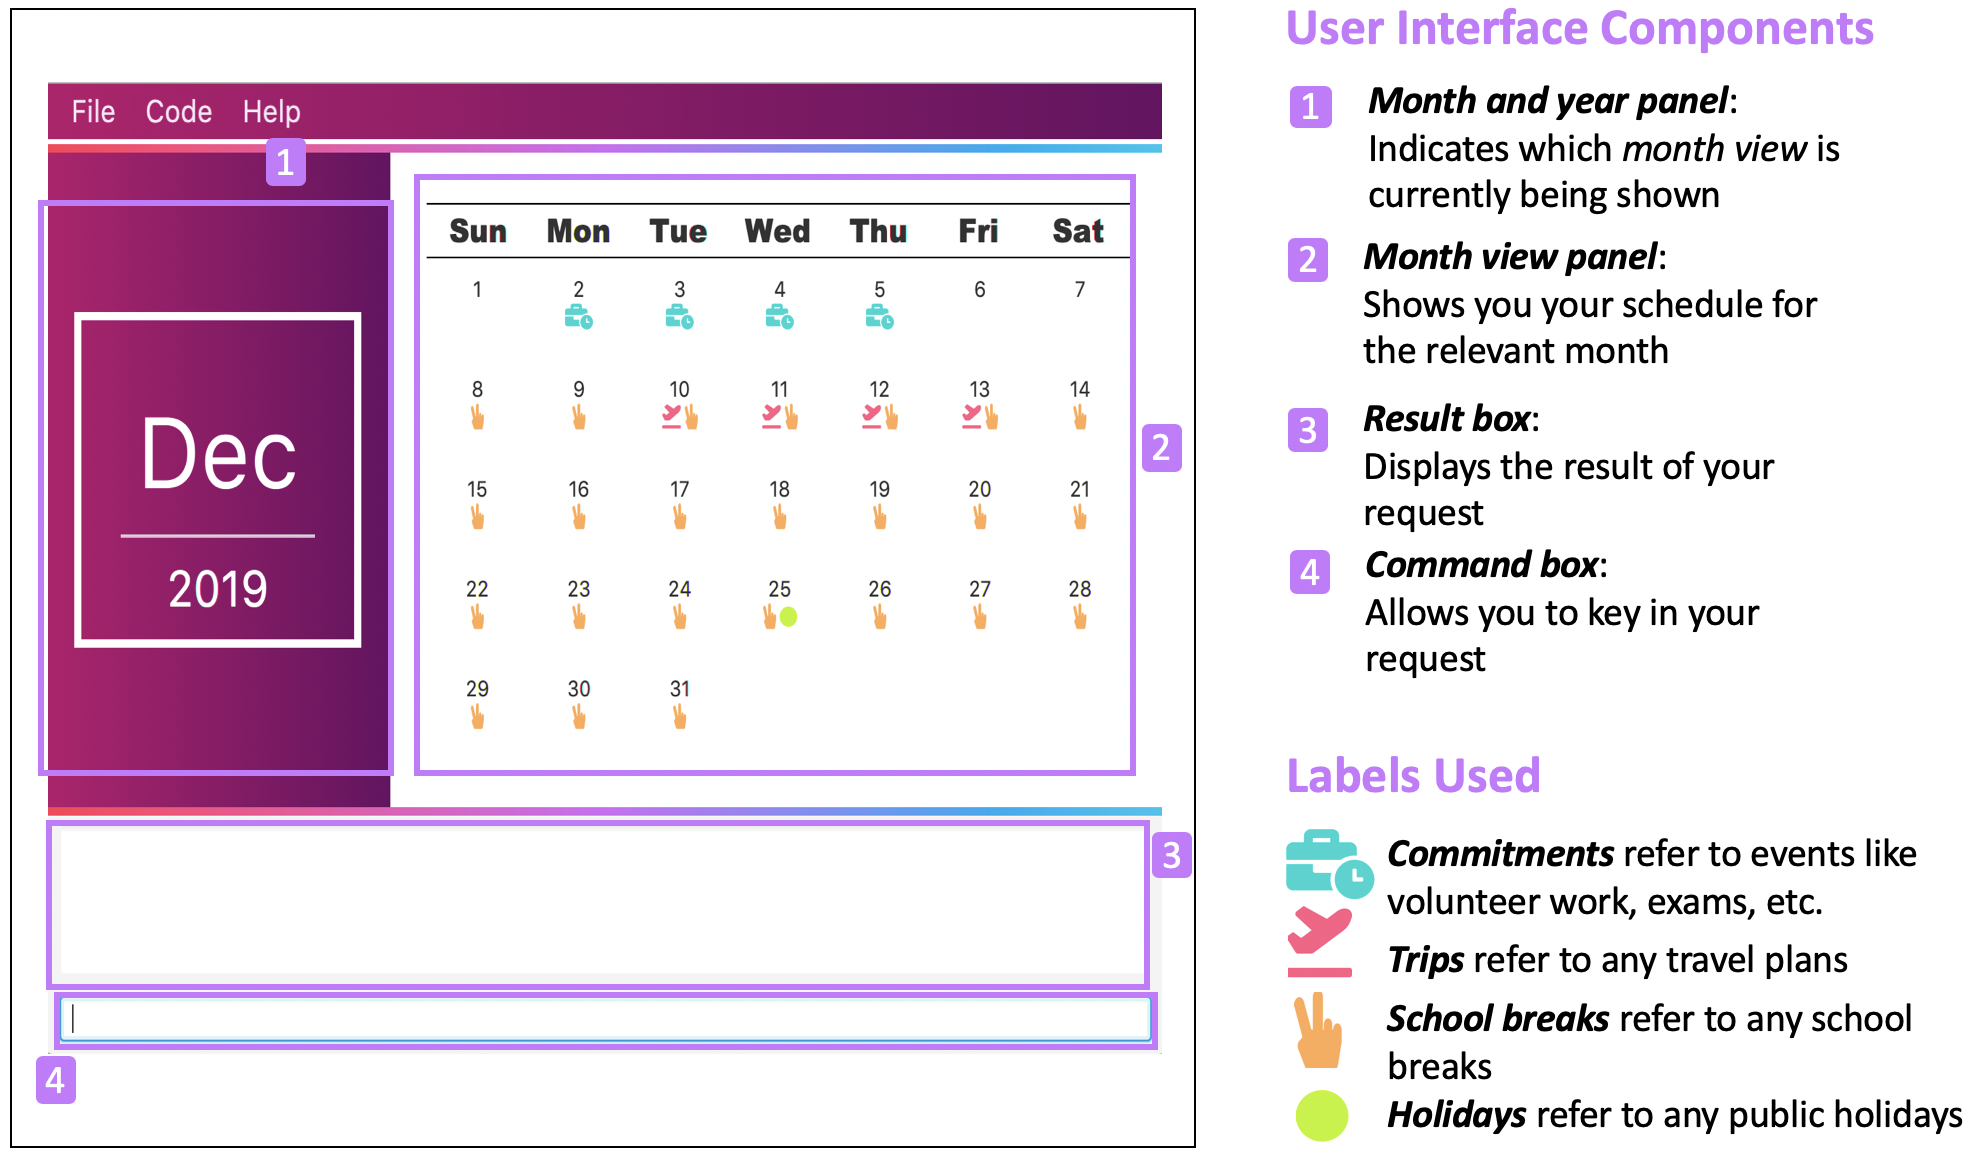 File Code Help
1
Sun Mon Tue Wed Thu Fri Sat
1 2 3 4 5 6 7
8 9 10 11 12 13 14
Dec
2019
2
15 16 17 18 19 20 21
22 23 24 25 26 27 28
29 30 31
3
4
User Interface Components
1 Month and year panel:
Indicates which month view is
currently being shown
2 Month view panel:
Shows you your schedule for
the relevant month
3 Result box:
Displays the result of your
request
4 Command box:
Allows you to key in your
request
Labels Used
Commitments refer to events like
volunteer work, exams, etc.
Trips refer to any travel plans
School breaks refer to any school
breaks
Holidays refer to any public holidays